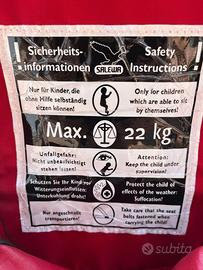 Sicherheits-
informationen
SALEWA
Safety
Instructions
Nur für Kinder, die
ohne Hilfe selbständig
sitzen können!
Only for children
which are able to sit
by themselves!
Max. 22 kg
Unfallgefahr:
Nicht unbeaufsichtigt
stehen lassen!
Attention:
Keep the child under
supervision!
Schützen Sie Ihr Kind vor
Witterungseinflüssen:
Unterkühlung droht!
Protect the child of
effects of the weather:
Suffocation!
Nur angeschnallt
transportieren!
Take care that the seat
belts are fastened
when carrying the child!
subito